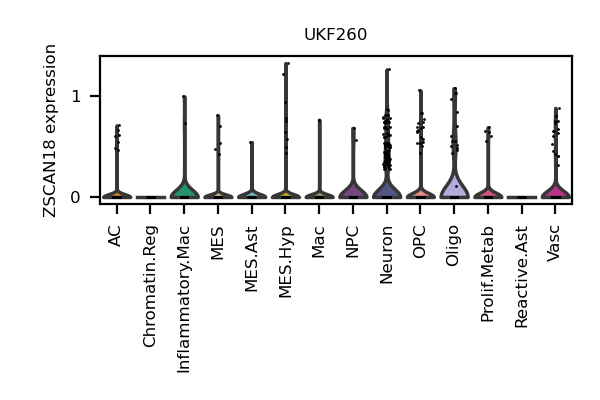 UKF260
ZSCAN18 expression
1
0
AC
Chromatin.Reg
Inflammatory.Mac
MES
MES.Ast
MES.Hyp
Mac
NPC
Neuron
OPC
Oligo
Prolif.Metab
Reactive.Ast
Vasc